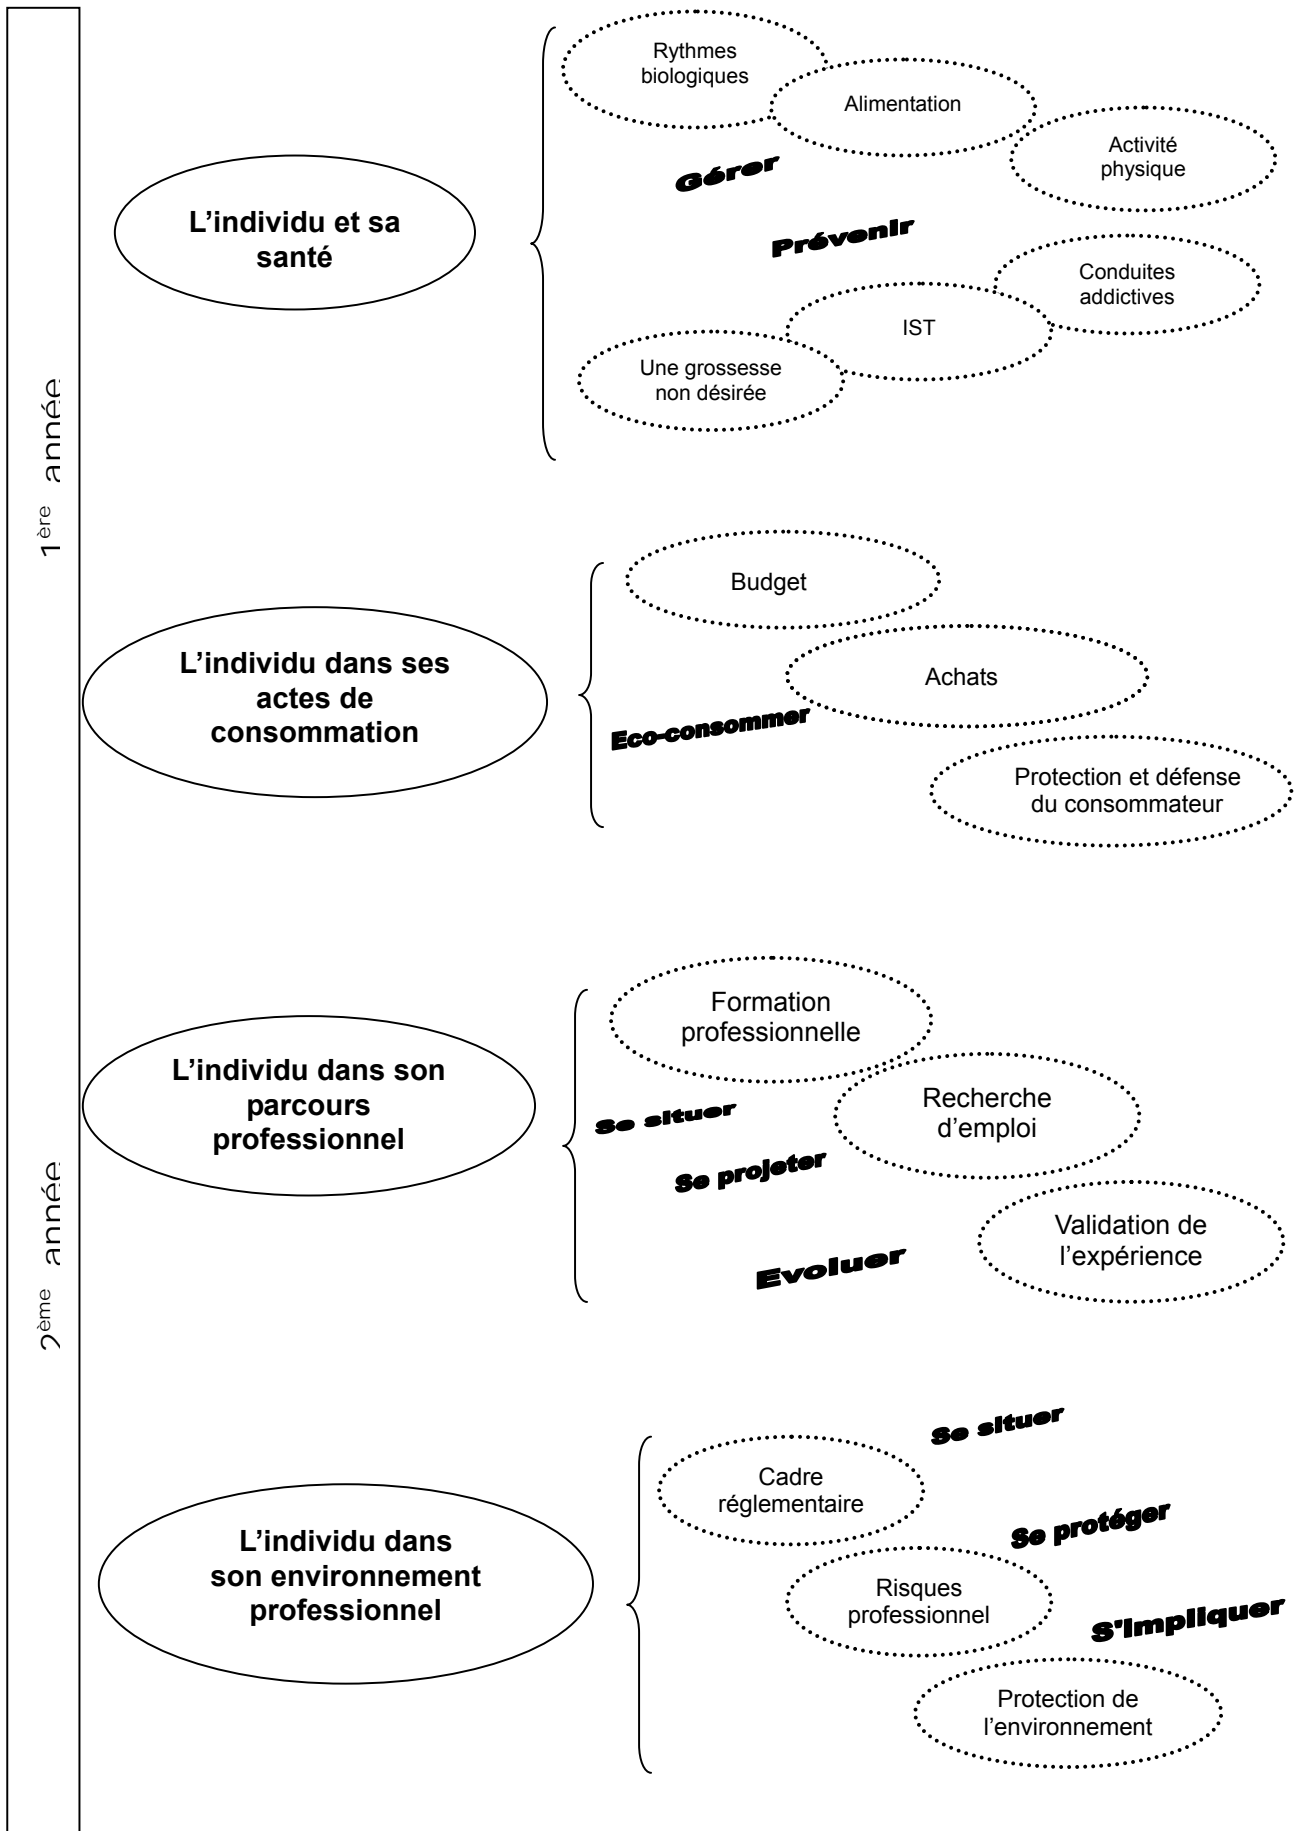 1ère année
L'individu et sa
santé
Rythmes
biologiques
Alimentation
Activité
physique
Gérer
Prévenir
Conduites
addictives
IST
Une grossesse
non désirée
L'individu dans ses
actes de
consommation
Budget
Achats
Eco-consommer
Protection et défense
du consommateur
2ème année
L'individu dans son
parcours
professionnel
Formation
professionnelle
Se situer
Recherche
d'emploi
Se projeter
Validation de
l'expérience
Evoluer
L'individu dans
son environnement
professionnel
Se situer
Cadre
réglementaire
Se protéger
Risques
professionnel
S'impliquer
Protection de
l'environnement